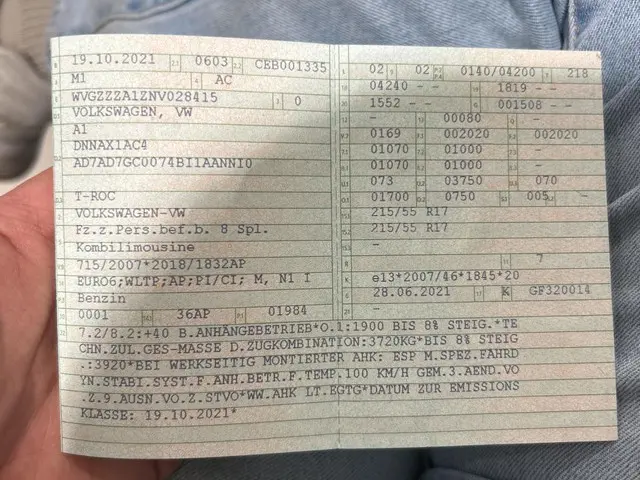 19.10.2021 0603 CEB001335
M1 AC
WVGZZZA1ZNV028415 0
VOLKSWAGEN, VW
A1
DNNAX1AC4
AD7AD7GC0074BI1AANNI0
T-ROC
VOLKSWAGEN-VW
Fz.z.Pers.bef.b. 8 Spl.
Kombilimousine
715/2007*2018/1832AP
EURO6;WLTP;AP;PI/CI; M, N1 I
Benzin
0001 36AP 01984
02 02 0140/04200 218
04240 - - 1819 - -
1552 - - 001508 - -
- 00080 -
0169 002020 002020
01070 01000 -
01070 01000 -
073 03750 070
01700 0750 005
215/55 R17
215/55 R17
-
- 7
e13*2007/46*1845*20
28.06.2021 K GF320014
-
7.2/8.2:+40 B.ANHÄNGEBETRIEB*O.1:1900 BIS 8% STEIG.*TE
CHN.ZUL.GES-MASSE D.ZUGKOMBINATION:3720KG*BIS 8% STEIG
.:3920*BEI WERKSEITIG MONTIERTER AHK: ESP M.SPEZ.FAHRD
YN.STABI.SYST.F.ANH.BETR.F.TEMP.100 KM/H GEM.3.AEND.VO
.Z.9.AUSN.VO.Z.STVO*WW.AHK LT.EGTG*DATUM ZUR EMISSIONS
KLASSE: 19.10.2021*